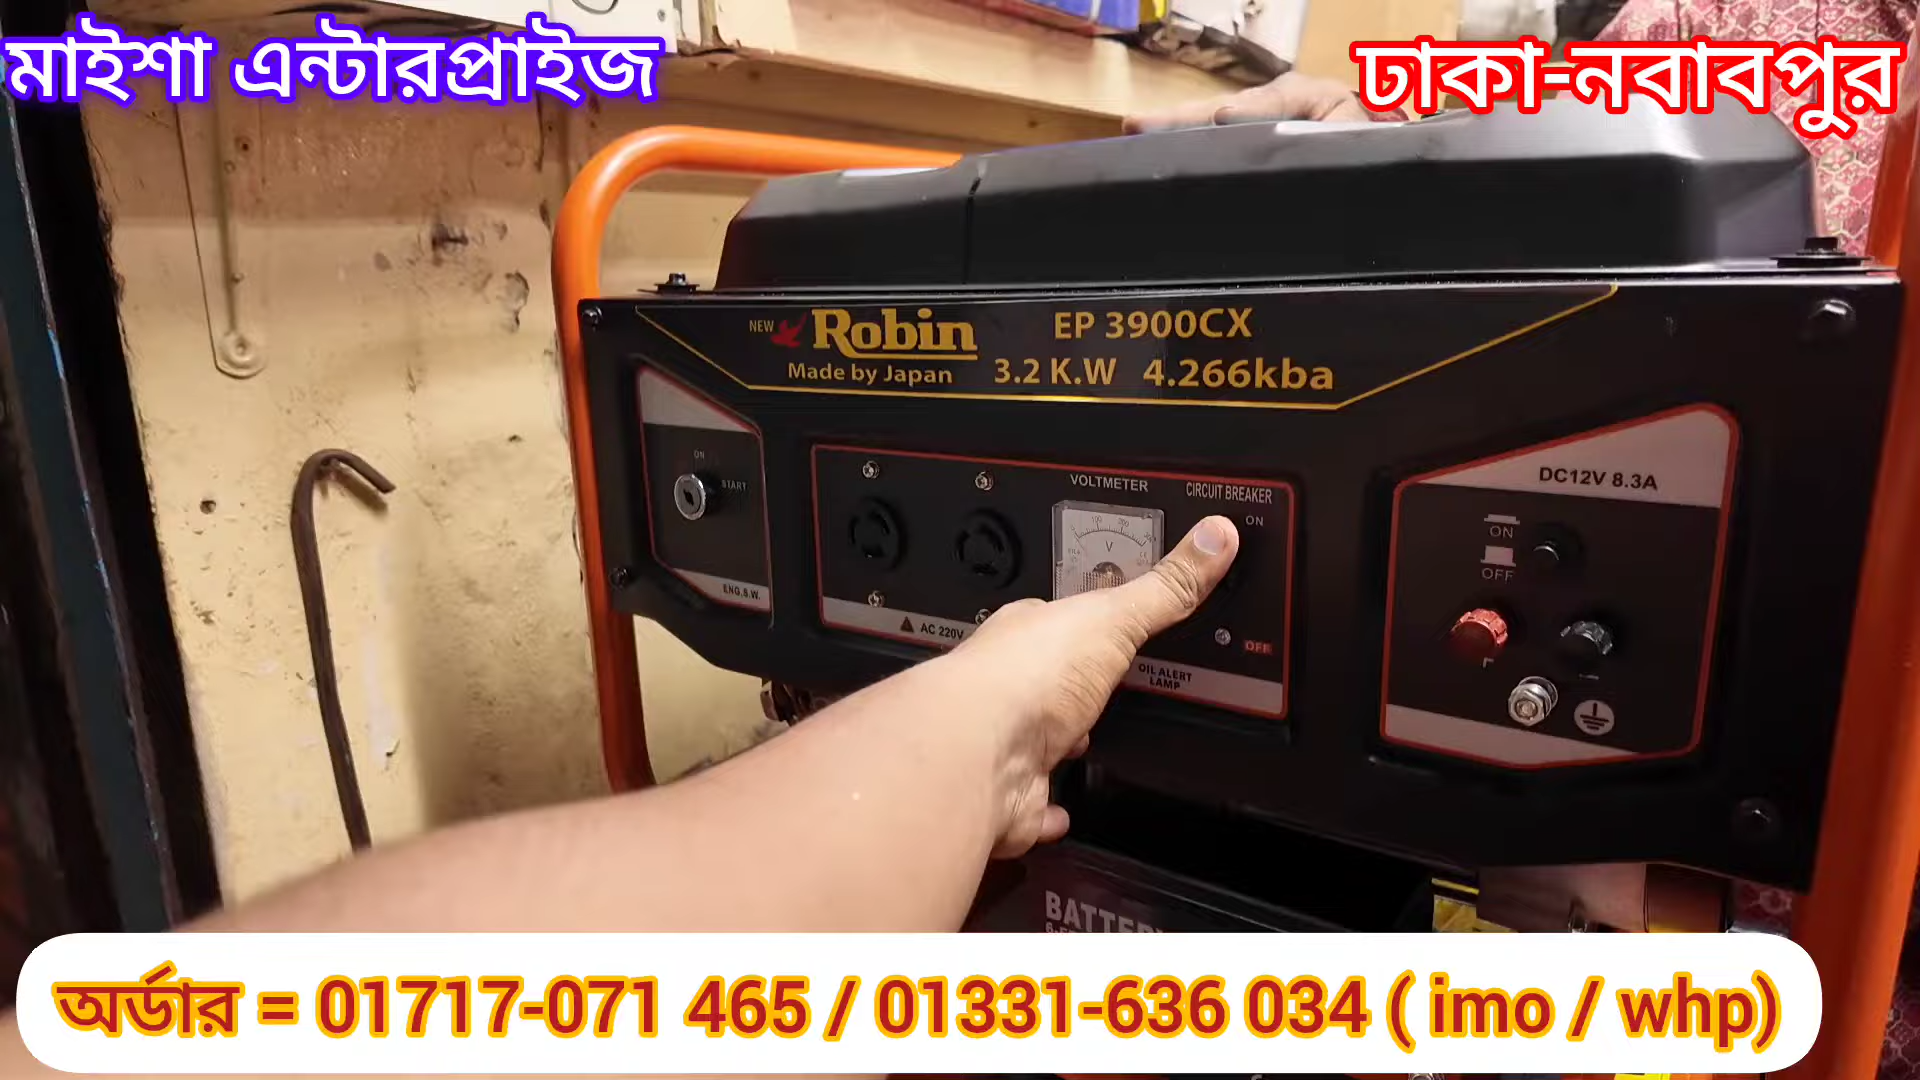 মাইশা এন্টারপ্রাইজ
ঢাকা-নবাবপুর
NEW Robin EP 3900CX
Made by Japan 3.2 K.W 4.266kba
ON
START
ENG.S.W.
VOLTMETER
CIRCUIT BREAKER
ON
100 200
V
AC 220V
OFF
OIL ALERT
LAMP
DC12V 8.3A
ON
OFF
অর্ডার = 01717-071 465 / 01331-636 034 ( imo / whp)